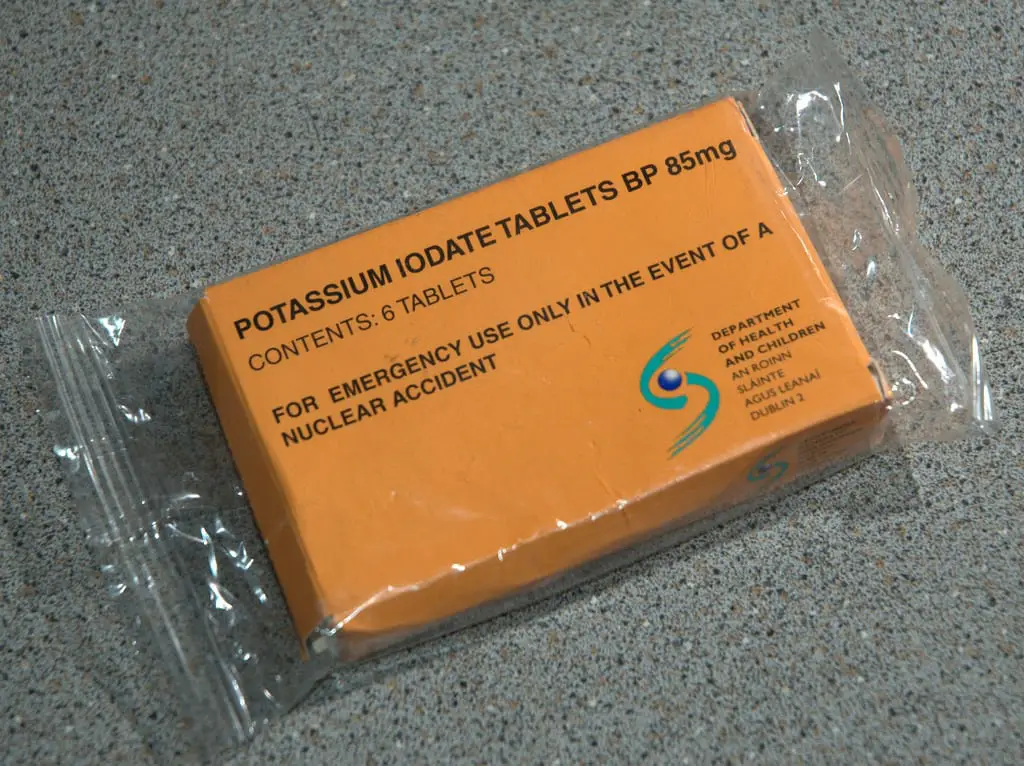 POTASSIUM IODATE TABLETS BP 85mg
CONTENTS: 6 TABLETS
FOR EMERGENCY USE ONLY IN THE EVENT OF A
NUCLEAR ACCIDENT
DEPARTMENT
OF HEALTH
AND CHILDREN
AN ROINN
SLÁINTE
AGUS LEANAÍ
DUBLIN 2